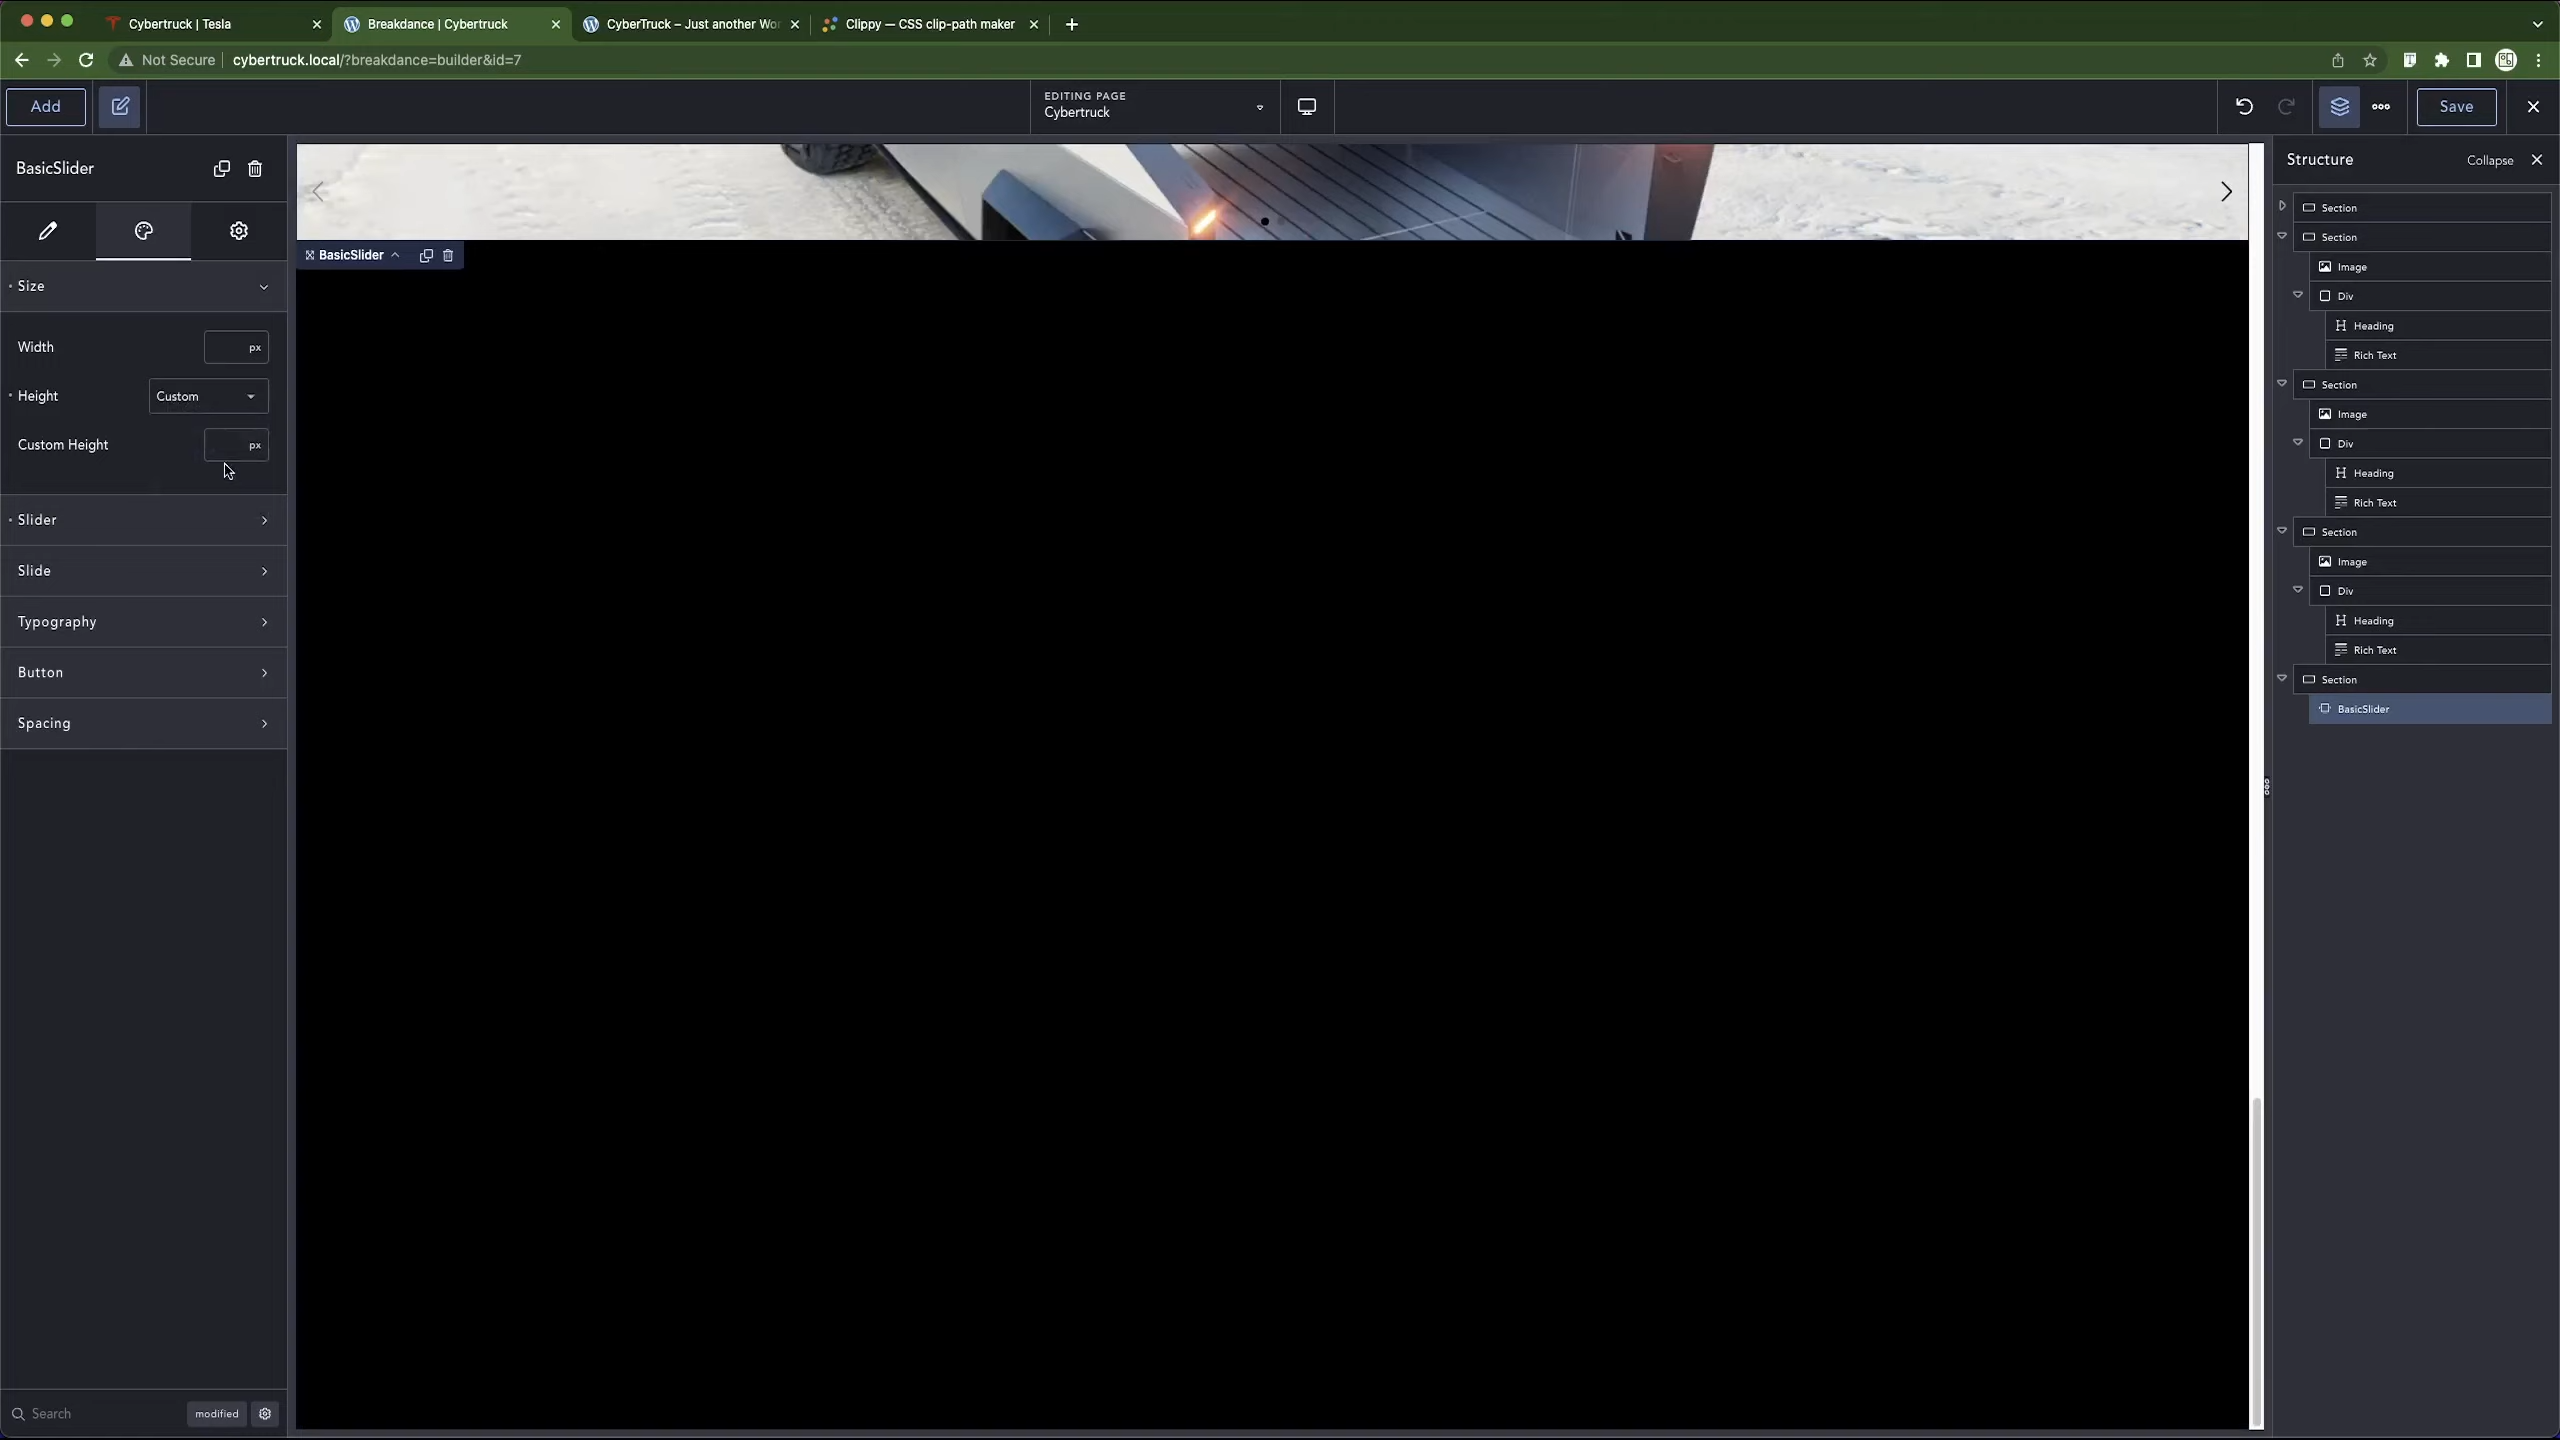 Cybertruck | Tesla
Breakdance | Cybertruck
CyberTruck – Just another Wor
Clippy — CSS clip-path maker
Not Secure
cybertruck.local/?breakdance=builder&id=7
Add
EDITING PAGE
Cybertruck
Save
BasicSlider
Size
Width
px
Height
Custom
Custom Height
px
Slider
Slide
Typography
Button
Spacing
Search
modified
BasicSlider
Structure
Collapse
Section
Section
Image
Div
Heading
Rich Text
Section
Image
Div
Heading
Rich Text
Section
Image
Div
Heading
Rich Text
Section
BasicSlider